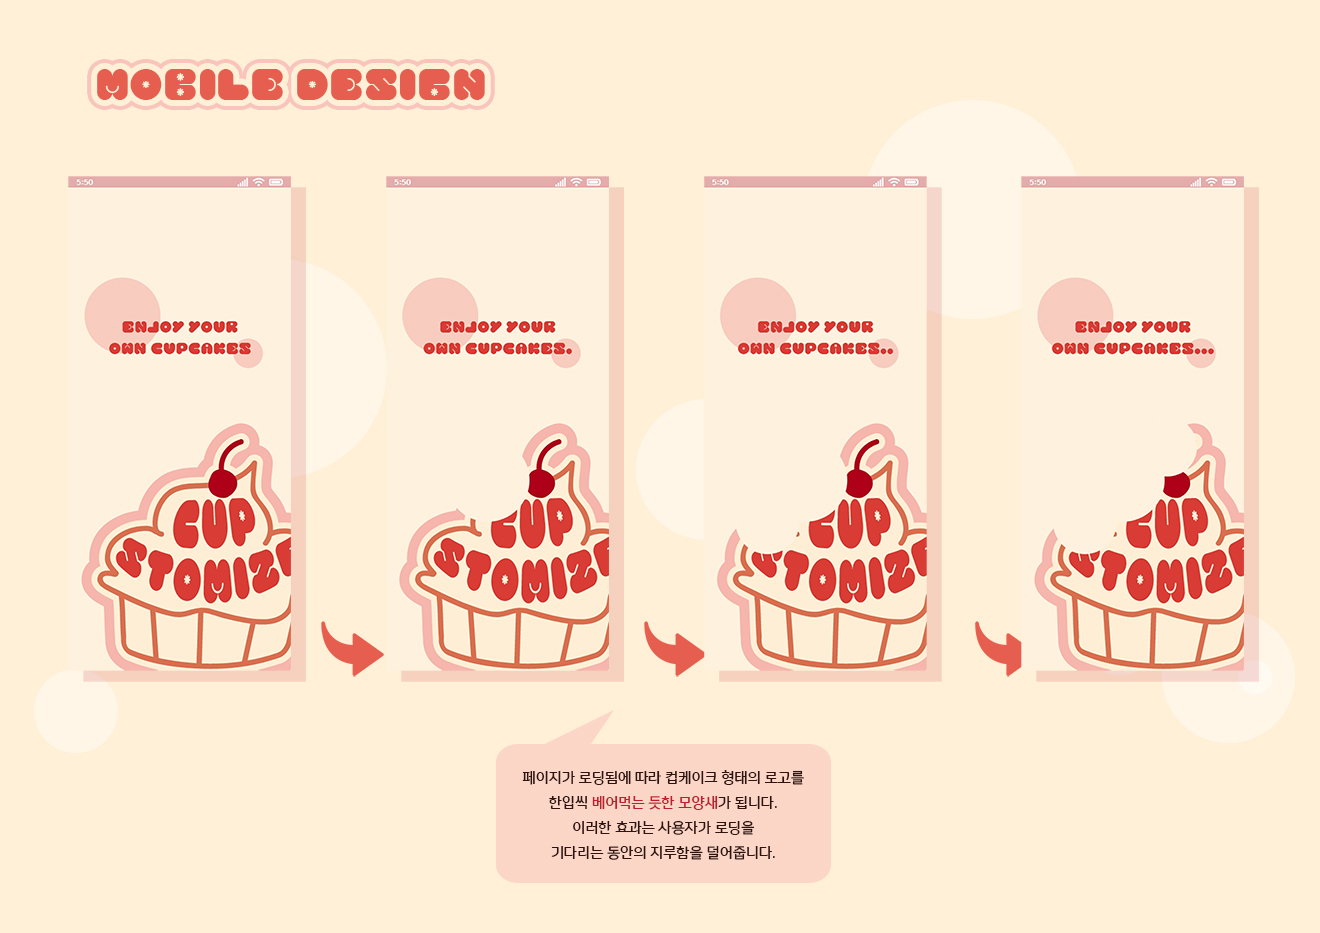 MOBILE DESIGN
5:50
ENJOY YOUR
OWN CUPCAKES
CUP
STOMIZE
5:50
ENJOY YOUR
OWN CUPCAKES.
CUP
STOMIZE
5:50
ENJOY YOUR
OWN CUPCAKES..
CUP
STOMIZE
5:50
ENJOY YOUR
OWN CUPCAKES...
CUP
STOMIZE
페이지가 로딩됨에 따라 컵케이크 형태의 로고를
한입씩 베어먹는 듯한 모양새가 됩니다.
이러한 효과는 사용자가 로딩을
기다리는 동안의 지루함을 덜어줍니다.